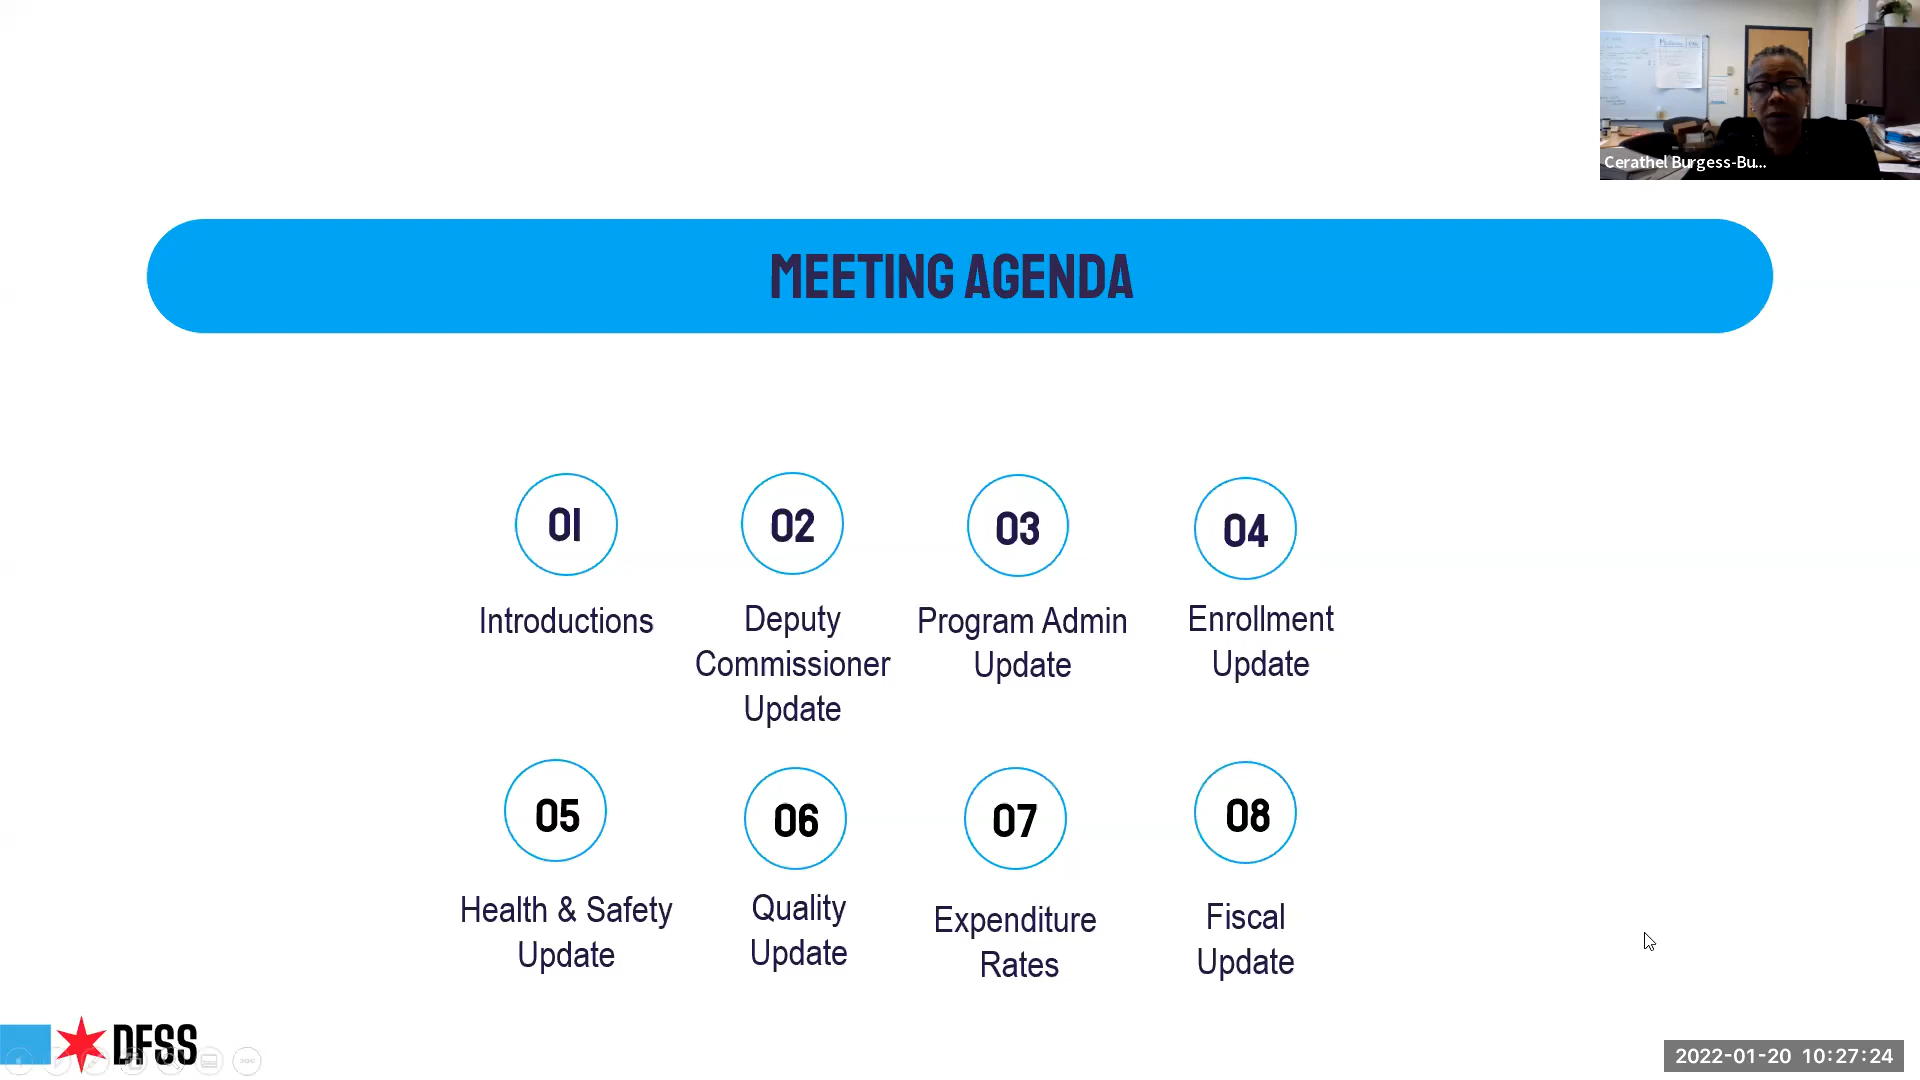 Cerathel Burgess-Bu...
MEETING AGENDA
01
02
03
04
Introductions
Deputy
Commissioner
Update
Program Admin
Update
Enrollment
Update
05
06
07
08
Health & Safety
Update
Quality
Update
Expenditure
Rates
Fiscal
Update
DFSS
2022-01-20 10:27:24